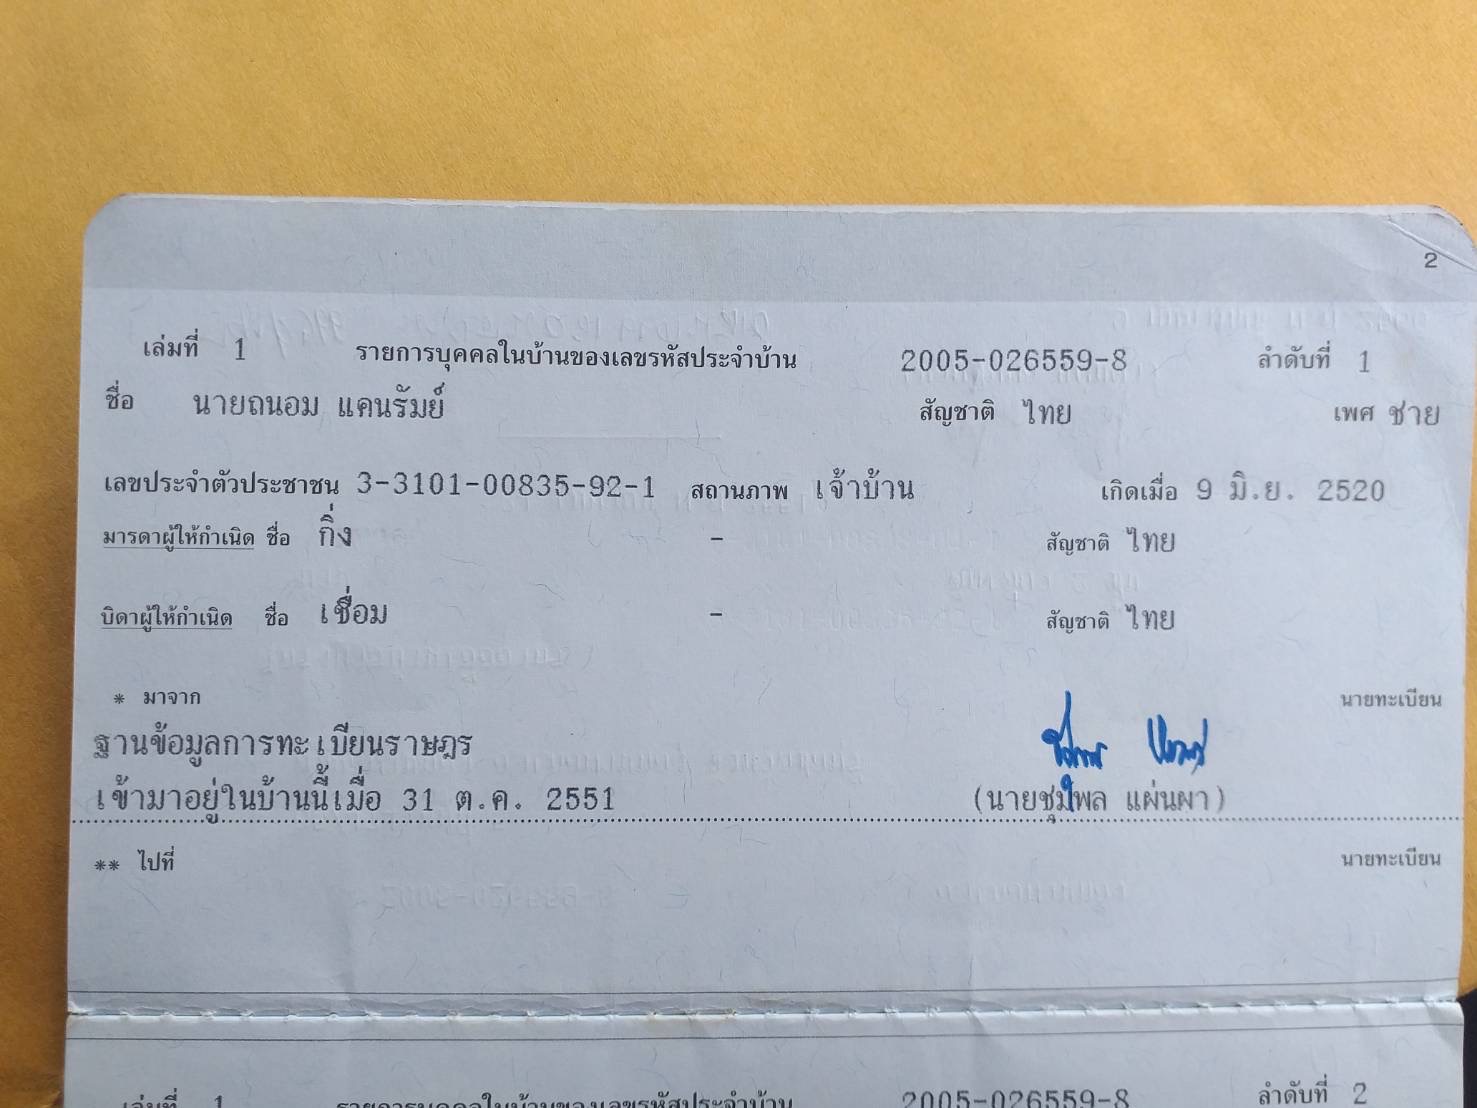 2
เล่มที่ 1 รายการบุคคลในบ้านของเลขรหัสประจำบ้าน 2005-026559-8 ลำดับที่ 1
ชื่อ นายถนอม แคนรัมย์ สัญชาติ ไทย เพศ ชาย
เลขประจำตัวประชาชน 3-3101-00835-92-1 สถานภาพ เจ้าบ้าน เกิดเมื่อ 9 มิ.ย. 2520
มารดาผู้ให้กำเนิด ชื่อ กิ่ง - สัญชาติ ไทย
บิดาผู้ให้กำเนิด ชื่อ เชื่อม - สัญชาติ ไทย
* มาจาก นายทะเบียน
ฐานข้อมูลการทะเบียนราษฎร
เข้ามาอยู่ในบ้านนี้เมื่อ 31 ต.ค. 2551 (นายชุมพล แผ่นผา)
** ไปที่ นายทะเบียน
เล่มที่ 1 รายการบุคคลในบ้านของเลขรหัสประจำบ้าน 2005-026559-8 ลำดับที่ 2